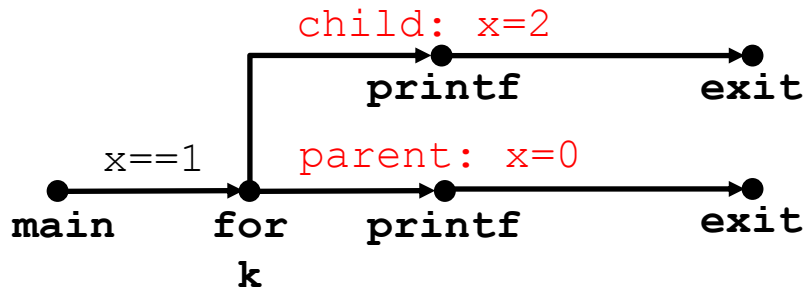 child: x=2
printf exit
x==1 parent: x=0
main for printf exit
k